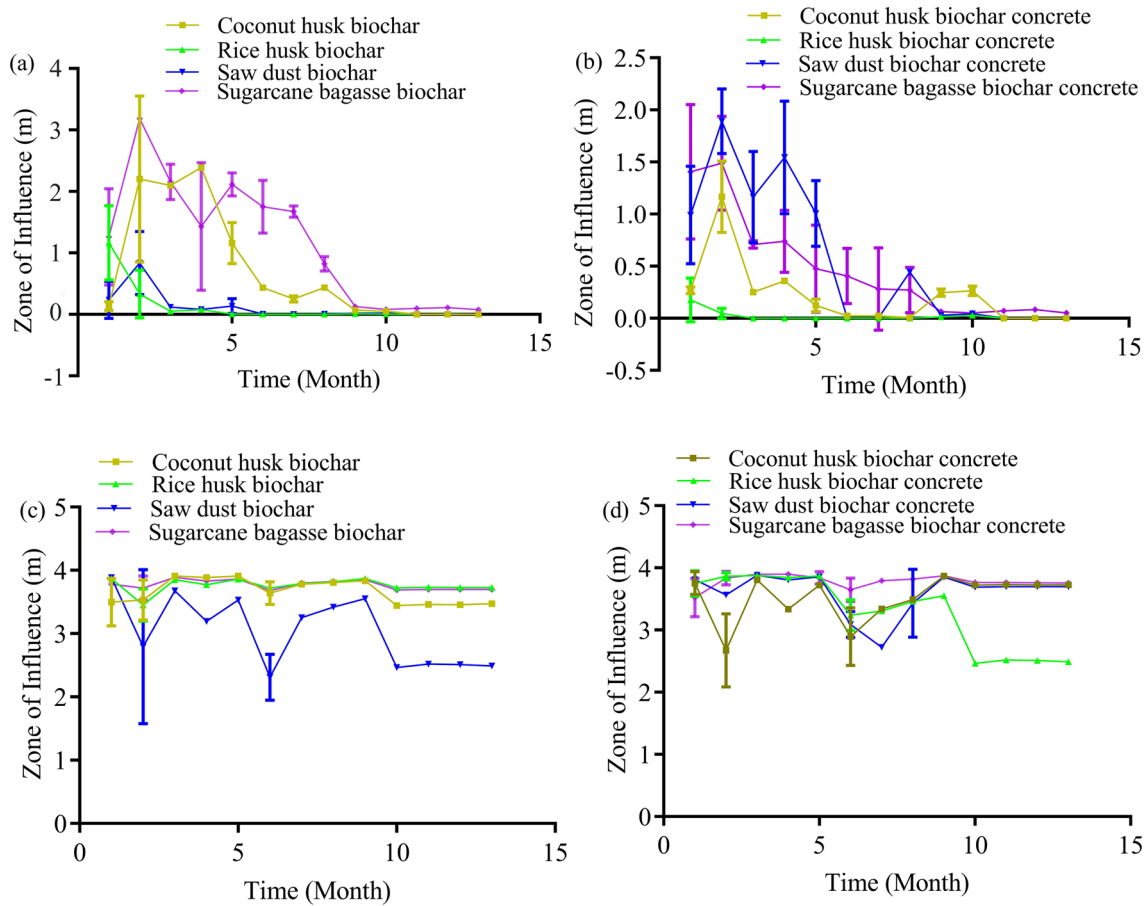 (a)
Coconut husk biochar
Rice husk biochar
Saw dust biochar
Sugarcane bagasse biochar
Zone of Influence (m)
4
3
2
1
0
-1
5
10
15
Time (Month)
(b)
Coconut husk biochar concrete
Rice husk biochar concrete
Saw dust biochar concrete
Sugarcane bagasse biochar concrete
Zone of Influence (m)
2.5
2.0
1.5
1.0
0.5
0.0
-0.5
5
10
15
Time (Month)
(c)
Coconut husk biochar
Rice husk biochar
Saw dust biochar
Sugarcane bagasse biochar
Zone of Influence (m)
5
4
3
2
1
0
0
5
10
15
Time (Month)
(d)
Coconut husk biochar concrete
Rice husk biochar concrete
Saw dust biochar concrete
Sugarcane bagasse biochar concrete
Zone of Influence (m)
5
4
3
2
1
0
0
5
10
15
Time (Month)